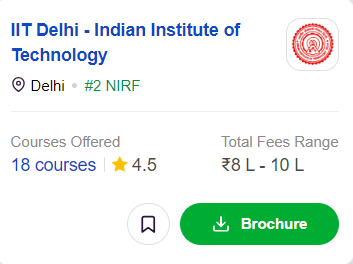 IIT Delhi - Indian Institute of
Technology
Delhi • #2 NIRF
Courses Offered
18 courses | 4.5
Total Fees Range
₹8 L - 10 L
Brochure